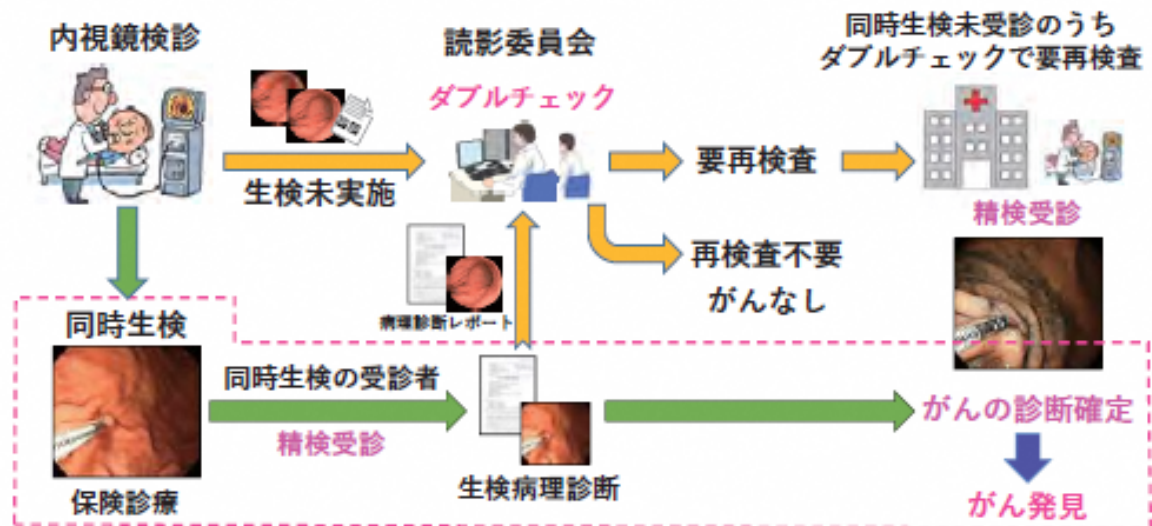 内視鏡検診
読影委員会
同時生検未受診のうち
ダブルチェックで要再検査
ダブルチェック
生検未実施
要再検査
精検受診
再検査不要
がんなし
病理診断レポート
同時生検
同時生検の受診者
精検受診
がんの診断確定
保険診療
生検病理診断
がん発見